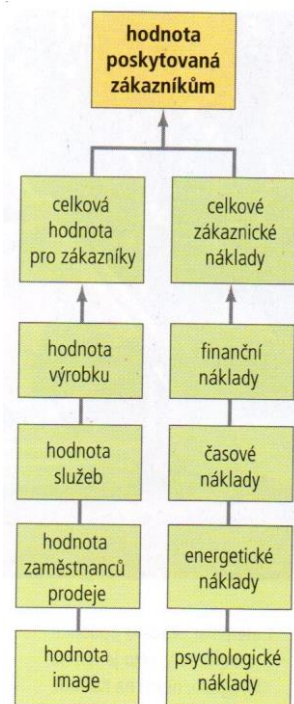 hodnota
poskytovaná
zákazníkům
celková
hodnota
pro zákazníky
celkové
zákaznické
náklady
hodnota
výrobku
finanční
náklady
hodnota
služeb
časové
náklady
hodnota
zaměstnanců
prodeje
energetické
náklady
hodnota
image
psychologické
náklady